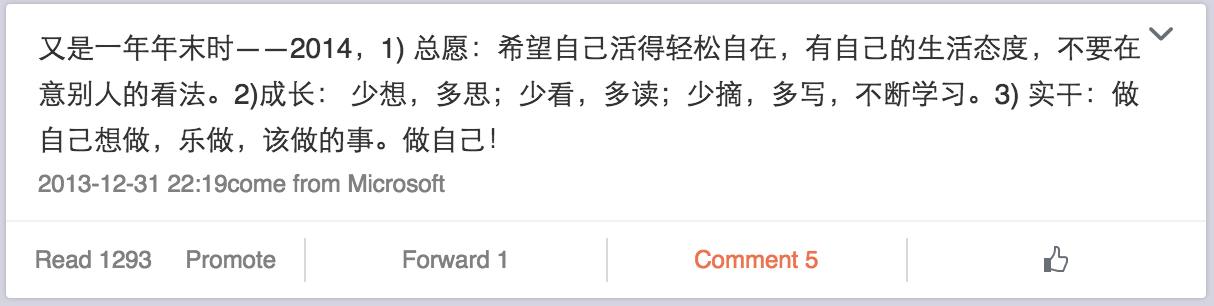 又是一年年末时——2014，1) 总愿：希望自己活得轻松自在，有自己的生活态度，不要在
意别人的看法。2)成长： 少想，多思；少看，多读；少摘，多写，不断学习。3) 实干：做
自己想做，乐做，该做的事。做自己！
2013-12-31 22:19come from Microsoft
Read 1293 Promote Forward 1 Comment 5